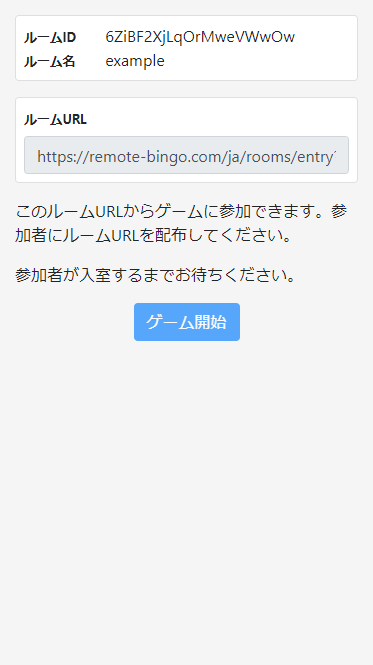 ルームID 6ZiBF2XjLqOrMweVWwOw
ルーム名 example
ルームURL
https://remote-bingo.com/ja/rooms/entry
このルームURLからゲームに参加できます。参
加者にルームURLを配布してください。
参加者が入室するまでお待ちください。
ゲーム開始